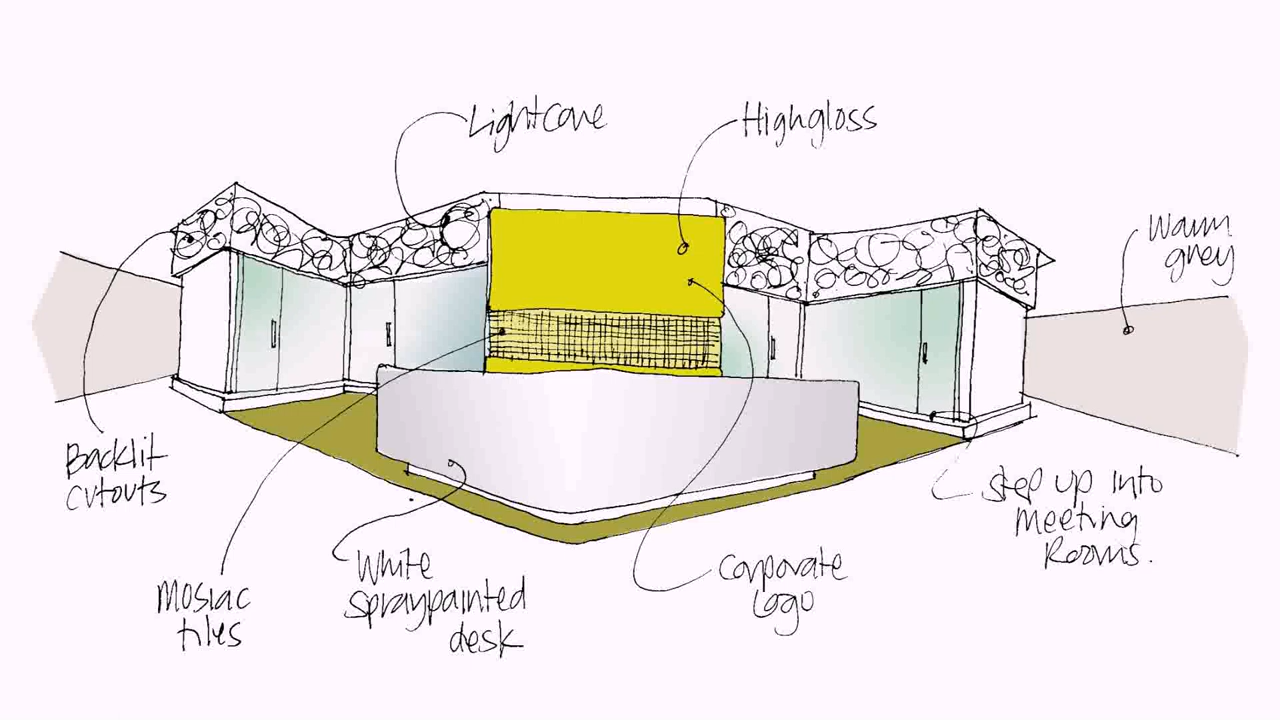 Lightcove
Highgloss
Warm
grey
Backlit
cutouts
Step up into
Meeting
Rooms.
Mosiac
tiles
White
spraypainted
desk
Corporate
Logo